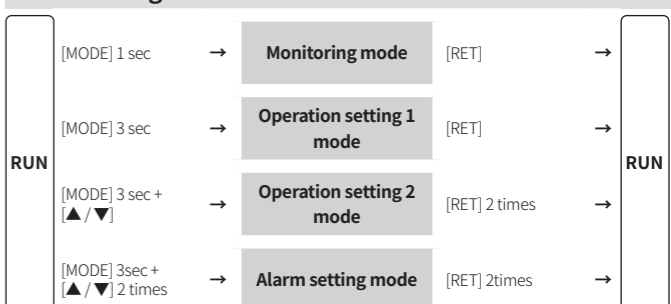 [MODE] 1 sec → Monitoring mode [RET] →
[MODE] 3 sec → Operation setting 1 mode [RET] →
RUN
RUN
[MODE] 3 sec + [▲ / ▼] → Operation setting 2 mode [RET] 2 times →
[MODE] 3sec + [▲ / ▼] 2 times → Alarm setting mode [RET] 2times →